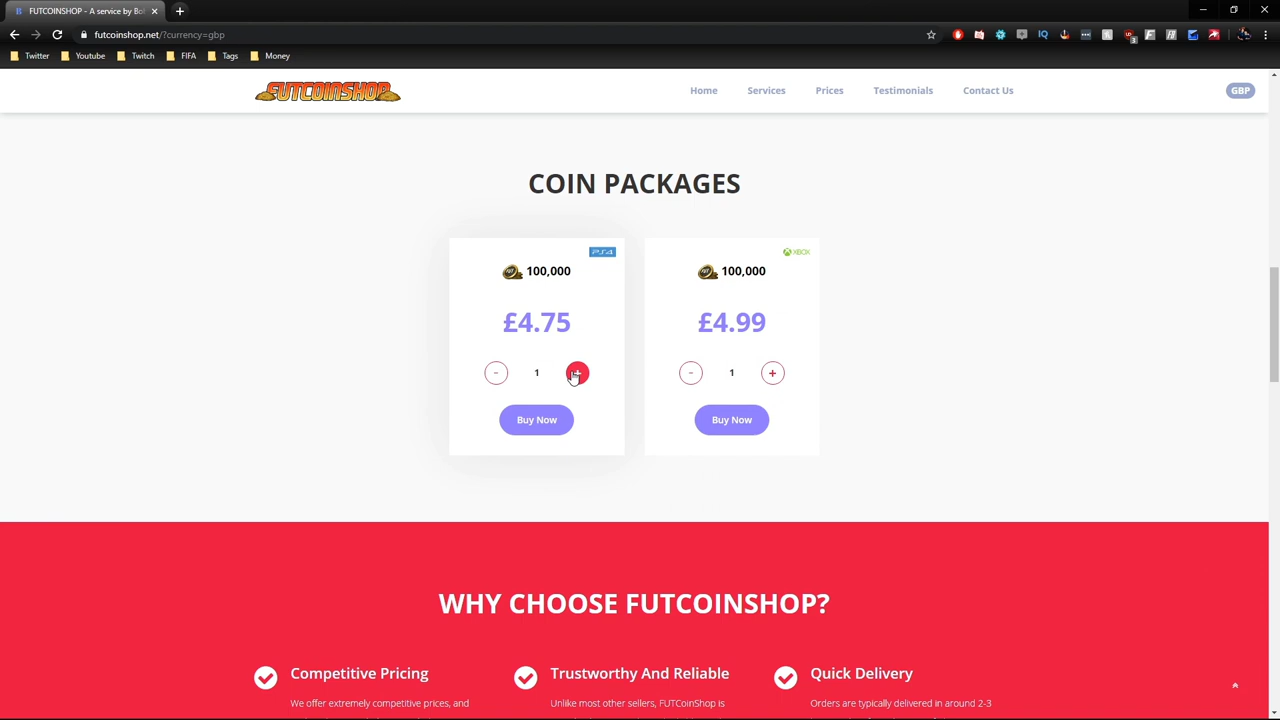 FUTCOINSHOP - A service by Bol
futcoinshop.net/?currency=gbp
Twitter Youtube Twitch FIFA Tags Money
FUTCOINSHOP
Home Services Prices Testimonials Contact Us GBP
COIN PACKAGES
PS4 XBOX
100,000 100,000
£4.75 £4.99
- 1 + - 1 +
Buy Now Buy Now
WHY CHOOSE FUTCOINSHOP?
Competitive Pricing Trustworthy And Reliable Quick Delivery
We offer extremely competitive prices, and Unlike most other sellers, FUTCoinShop is Orders are typically delivered in around 2-3